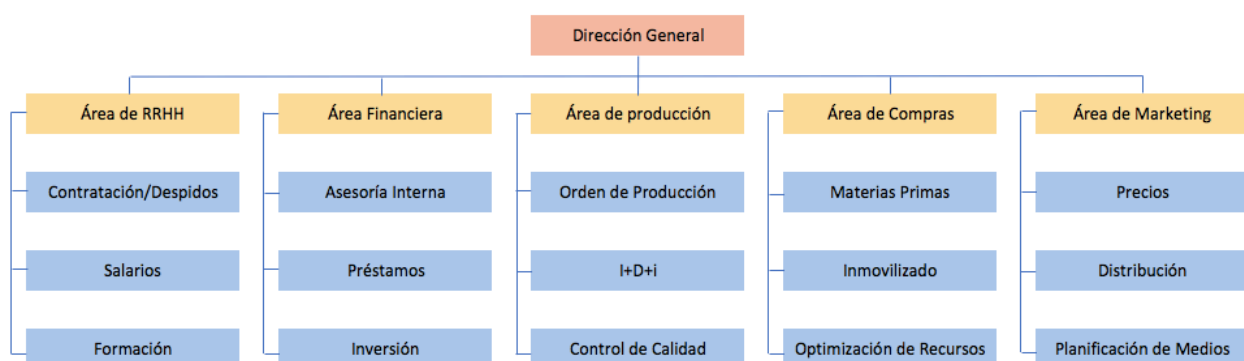 Dirección General
Área de RRHH
Área Financiera
Área de producción
Área de Compras
Área de Marketing
Contratación/Despidos
Asesoría Interna
Orden de Producción
Materias Primas
Precios
Salarios
Préstamos
I+D+i
Inmovilizado
Distribución
Formación
Inversión
Control de Calidad
Optimización de Recursos
Planificación de Medios